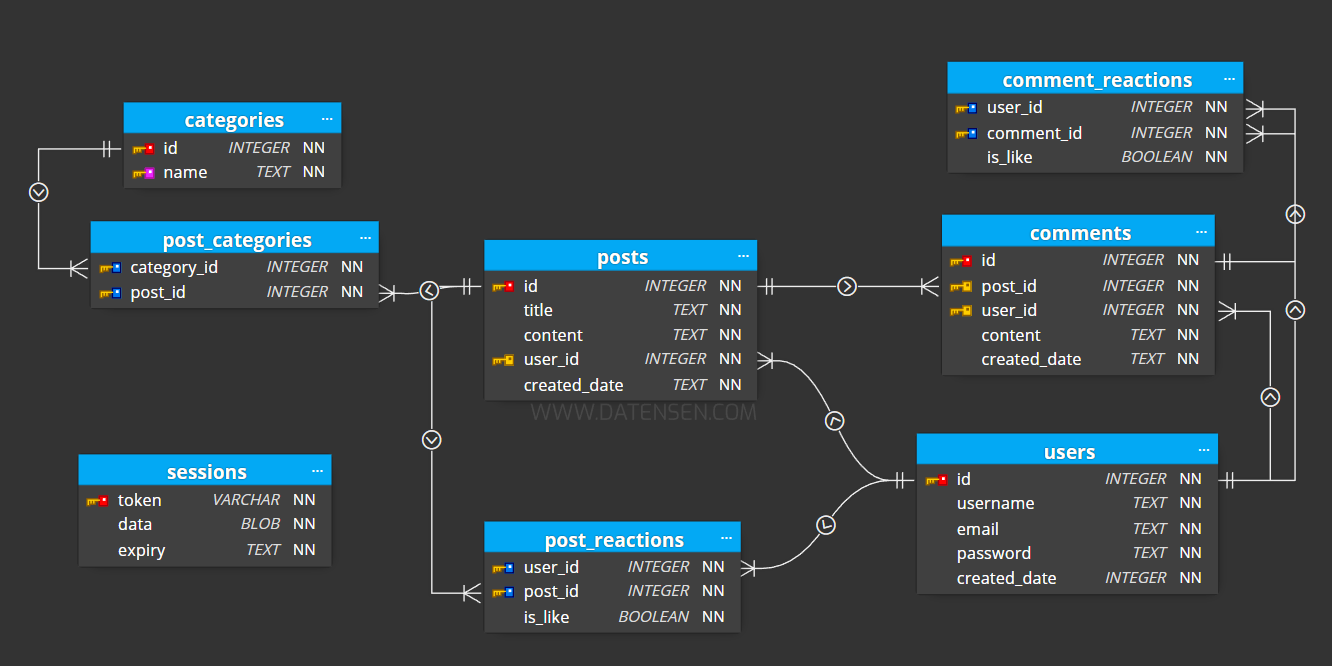 categories ...
id INTEGER NN
name TEXT NN
post_categories ...
category_id INTEGER NN
post_id INTEGER NN
sessions ...
token VARCHAR NN
data BLOB NN
expiry TEXT NN
posts ...
id INTEGER NN
title TEXT NN
content TEXT NN
user_id INTEGER NN
created_date TEXT NN
WWW.DATENSEN.COM
post_reactions ...
user_id INTEGER NN
post_id INTEGER NN
is_like BOOLEAN NN
comment_reactions ...
user_id INTEGER NN
comment_id INTEGER NN
is_like BOOLEAN NN
comments ...
id INTEGER NN
post_id INTEGER NN
user_id INTEGER NN
content TEXT NN
created_date TEXT NN
users ...
id INTEGER NN
username TEXT NN
email TEXT NN
password TEXT NN
created_date INTEGER NN